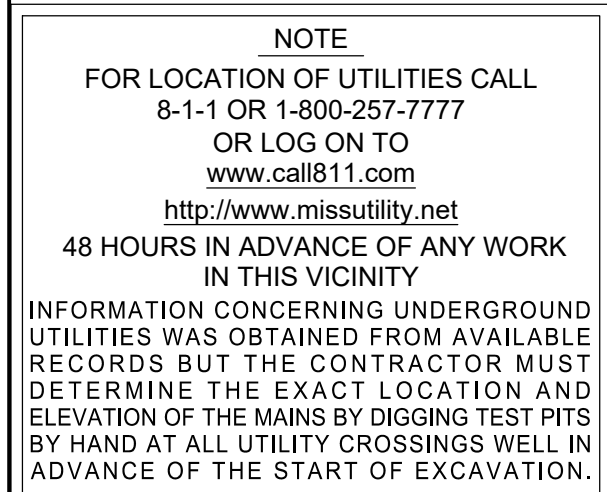 NOTE
FOR LOCATION OF UTILITIES CALL
8-1-1 OR 1-800-257-7777
OR LOG ON TO
www.call811.com
http://www.missutility.net
48 HOURS IN ADVANCE OF ANY WORK
IN THIS VICINITY
INFORMATION CONCERNING UNDERGROUND
UTILITIES WAS OBTAINED FROM AVAILABLE
RECORDS BUT THE CONTRACTOR MUST
DETERMINE THE EXACT LOCATION AND
ELEVATION OF THE MAINS BY DIGGING TEST PITS
BY HAND AT ALL UTILITY CROSSINGS WELL IN
ADVANCE OF THE START OF EXCAVATION.